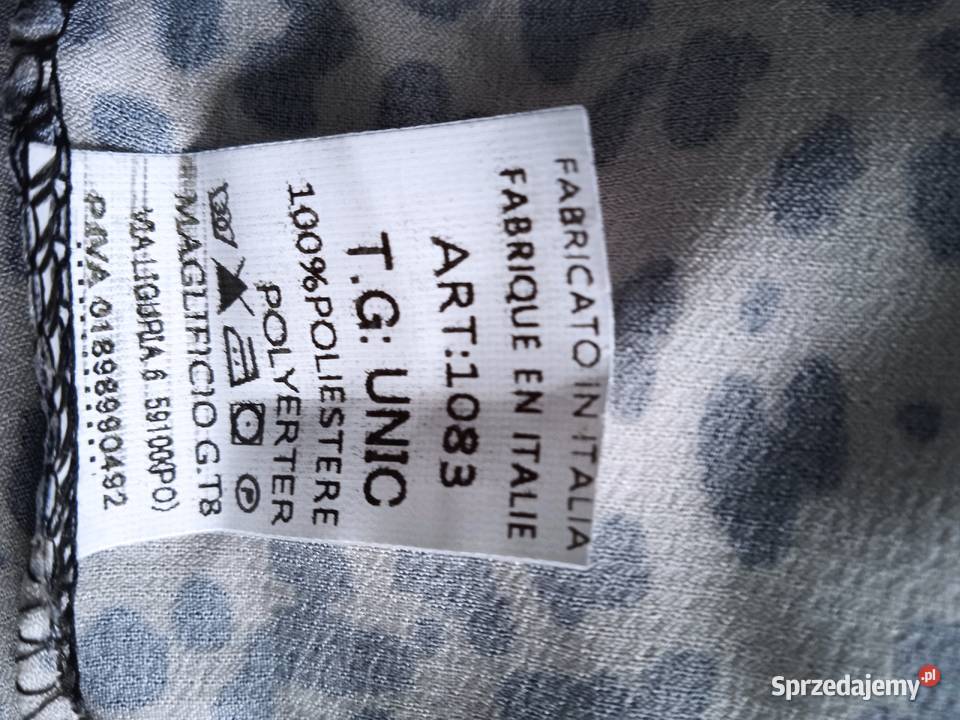 FABRICATO IN ITALIA
FABRIQUE EN ITALIE
ART:1083
T.G: UNIC
100%POLIESTERE
POLYERTER
P
MAGLIFICIO G.T8
VIA LIGURIA 6 59100(PO)
P.IVA 01898990492
Sprzedajemy.pl